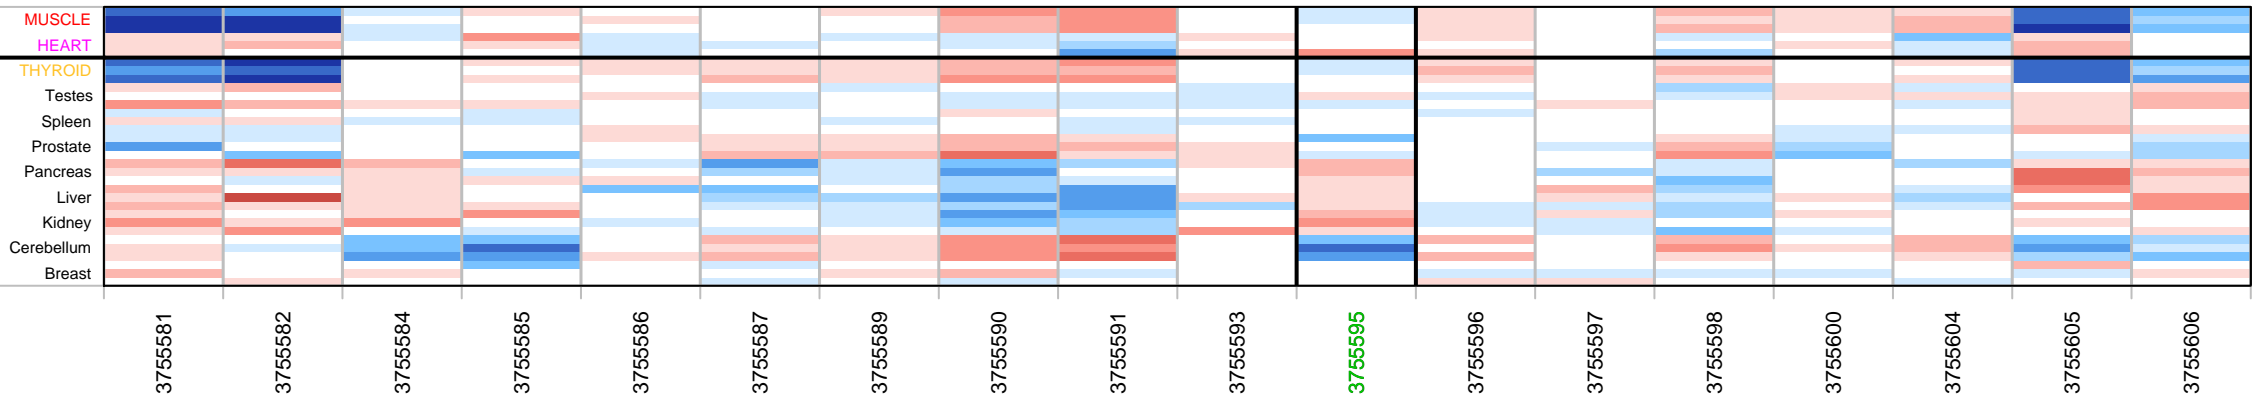 MUSCLE
HEART
THYROID
Testes
Spleen
Prostate
Pancreas
Liver
Kidney
Cerebellum
Breast
3755581
3755582
3755584
3755585
3755586
3755587
3755589
3755590
3755591
3755593
3755595
3755596
3755597
3755598
3755600
3755604
3755605
3755606